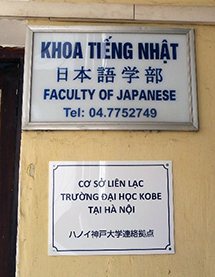 KHOA TIẾNG NHẬT
日本語学部
FACULTY OF JAPANESE
Tel: 04.7752749
CƠ SỞ LIÊN LẠC
TRƯỜNG ĐẠI HỌC KOBE
TẠI HÀ NỘI
ハノイ神戸大学連絡拠点